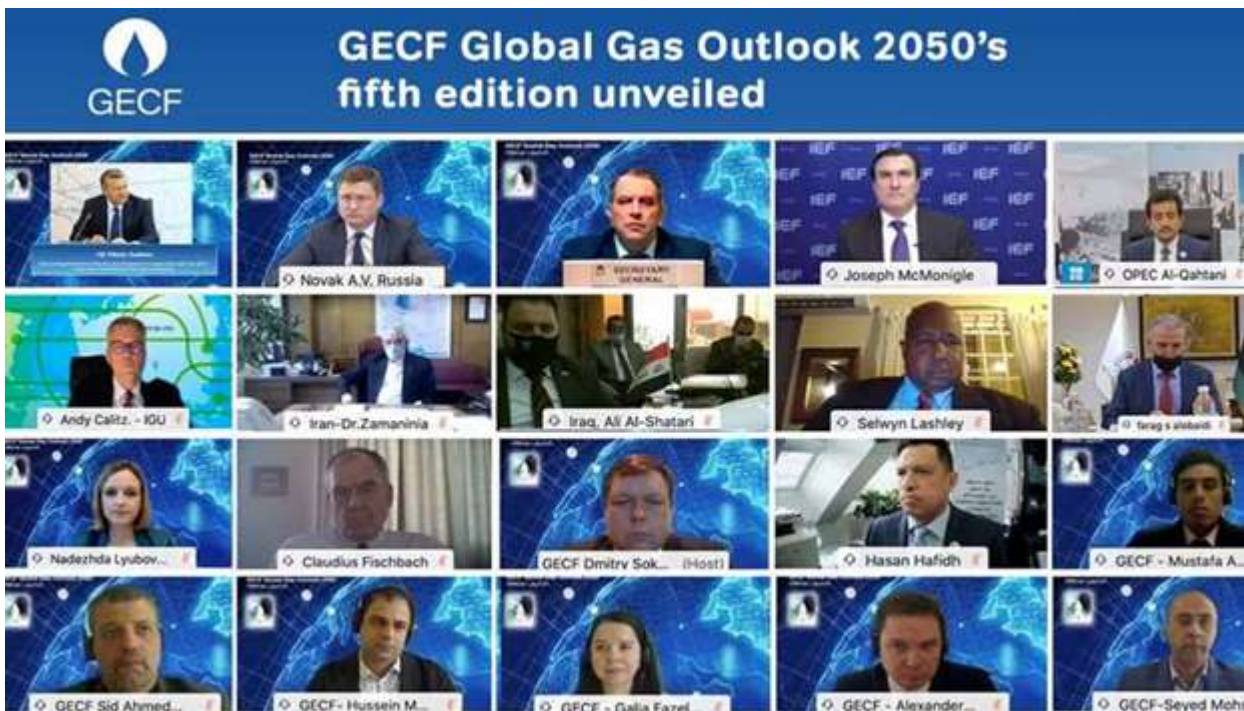 GECF
GECF Global Gas Outlook 2050's
fifth edition unveiled
Novak A.V. Russia
SECRETARY
GENERAL
IEF
Joseph McMonigle
OPEC Al-Qahtani
Andy Calitz. - IGU
Iran-Dr.Zamaninia
Iraq, Ali Al-Shatari
Selwyn Lashley
farag s alobaidi
Nadezhda Lyubov...
Claudius Fischbach
GECF Dmitry Sok... (Host)
Hasan Hafidh
GECF - Mustafa A...
GECF Sid Ahmed...
GECF- Hussein M...
GECF - Galia Fazel...
GECF - Alexander...
GECF-Seyed Moh